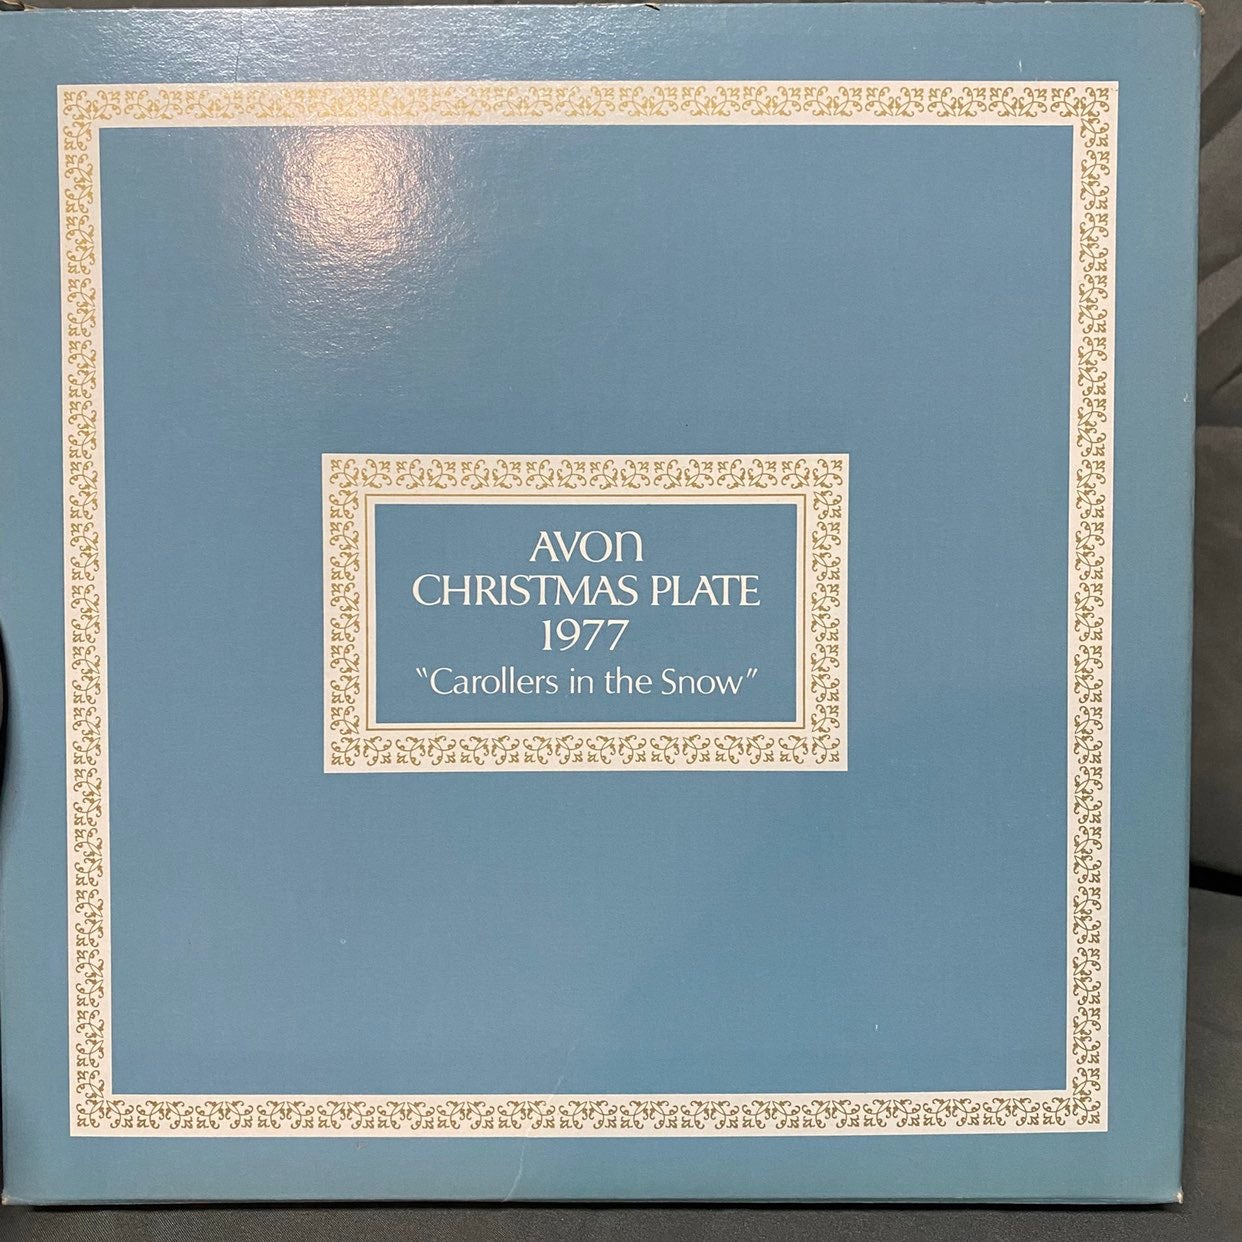 AVON
CHRISTMAS PLATE
1977
"Carollers in the Snow"